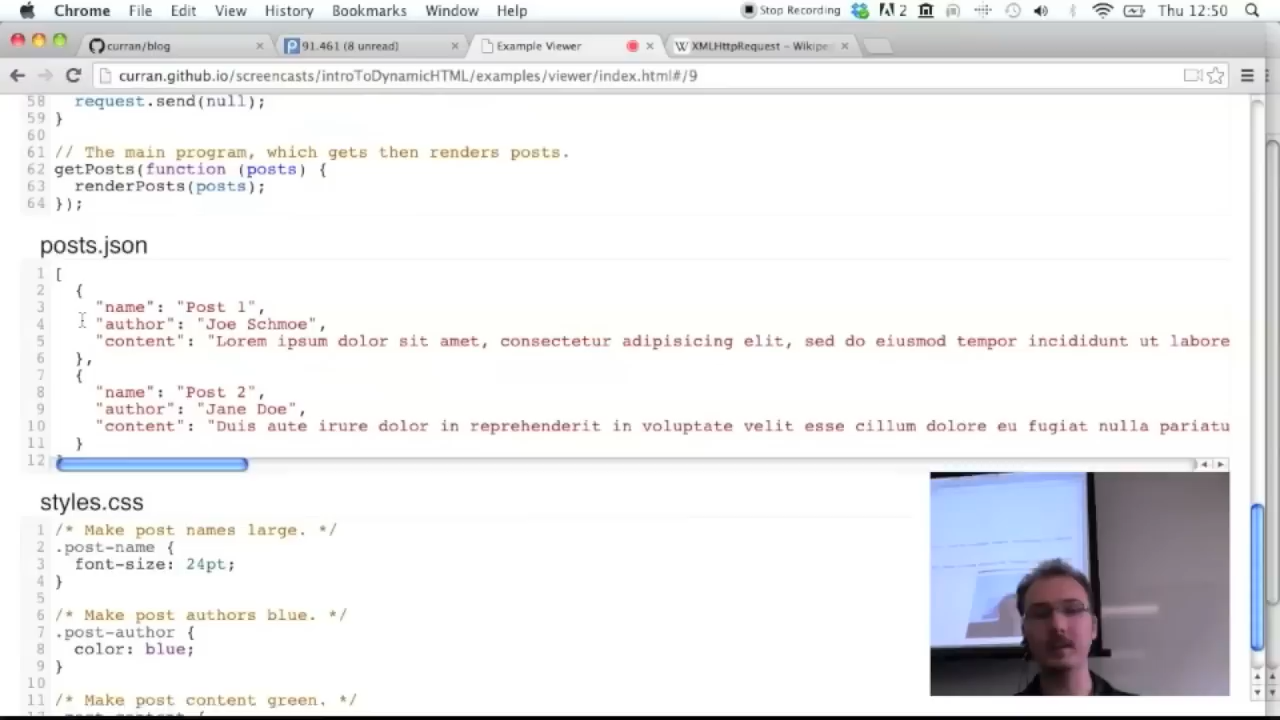 Chrome File Edit View History Bookmarks Window Help Stop Recording 2 Thu 12:50
curran/blog 91.461 (8 unread) Example Viewer XMLHttpRequest – Wikipe
curran.github.io/screencasts/introToDynamicHTML/examples/viewer/index.html#/9
58 request.send(null);
59 }
60
61 // The main program, which gets then renders posts.
62 getPosts(function (posts) {
63 renderPosts(posts);
64 });
posts.json
1 [
2 {
3 "name": "Post 1",
4 "author": "Joe Schmoe",
5 "content": "Lorem ipsum dolor sit amet, consectetur adipisicing elit, sed do eiusmod tempor incididunt ut labore
6 },
7 {
8 "name": "Post 2",
9 "author": "Jane Doe",
10 "content": "Duis aute irure dolor in reprehenderit in voluptate velit esse cillum dolore eu fugiat nulla pariatu
11 }
12
styles.css
1 /* Make post names large. */
2 .post-name {
3 font-size: 24pt;
4 }
5
6 /* Make post authors blue. */
7 .post-author {
8 color: blue;
9 }
10
11 /* Make post content green. */